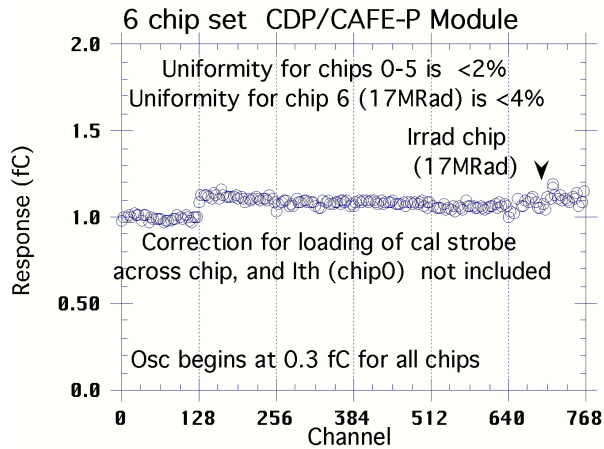 6 chip set CDP/CAFE-P Module
2.0
Uniformity for chips 0-5 is <2%
Uniformity for chip 6 (17MRad) is <4%
1.5
Irrad chip
(17MRad)
Response (fC)
1.0
Correction for loading of cal strobe
across chip, and Ith (chip0) not included
0.50
Osc begins at 0.3 fC for all chips
0.0
0 128 256 384 512 640 768
Channel